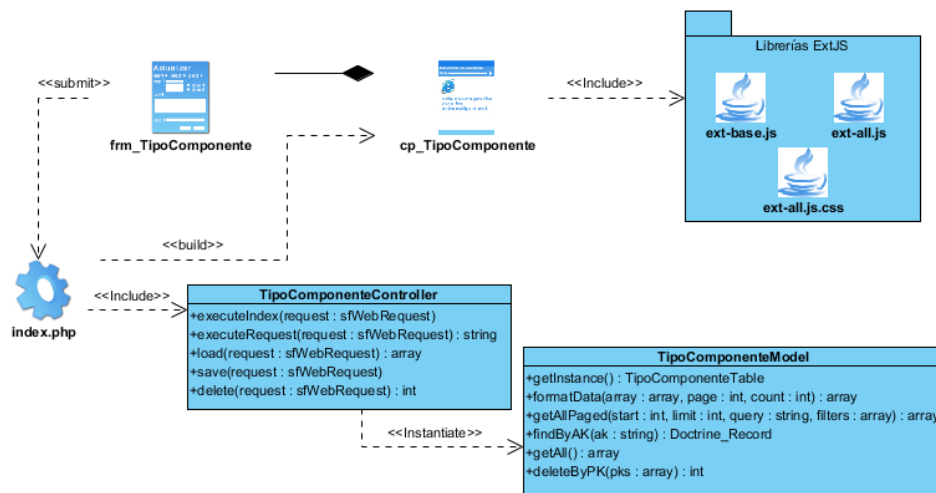 Librerías ExtJS
<<submit>>
<<Include>>
ext-base.js
ext-all.js
frm_TipoComponente
cp_TipoComponente
ext-all.js.css
<<build>>
index.php
<<Include>>
TipoComponenteController
+executeIndex(request : sfWebRequest)
+executeRequest(request : sfWebRequest) : string
+load(request : sfWebRequest) : array
+save(request : sfWebRequest)
+delete(request : sfWebRequest) : int
<<Instantiate>>
TipoComponenteModel
+getInstance() : TipoComponenteTable
+formatData(array : array, page : int, count : int) : array
+getAllPaged(start : int, limit : int, query : string, filters : array) : array
+findByAK(ak : string) : Doctrine_Record
+getAll() : array
+deleteByPK(pks : array) : int